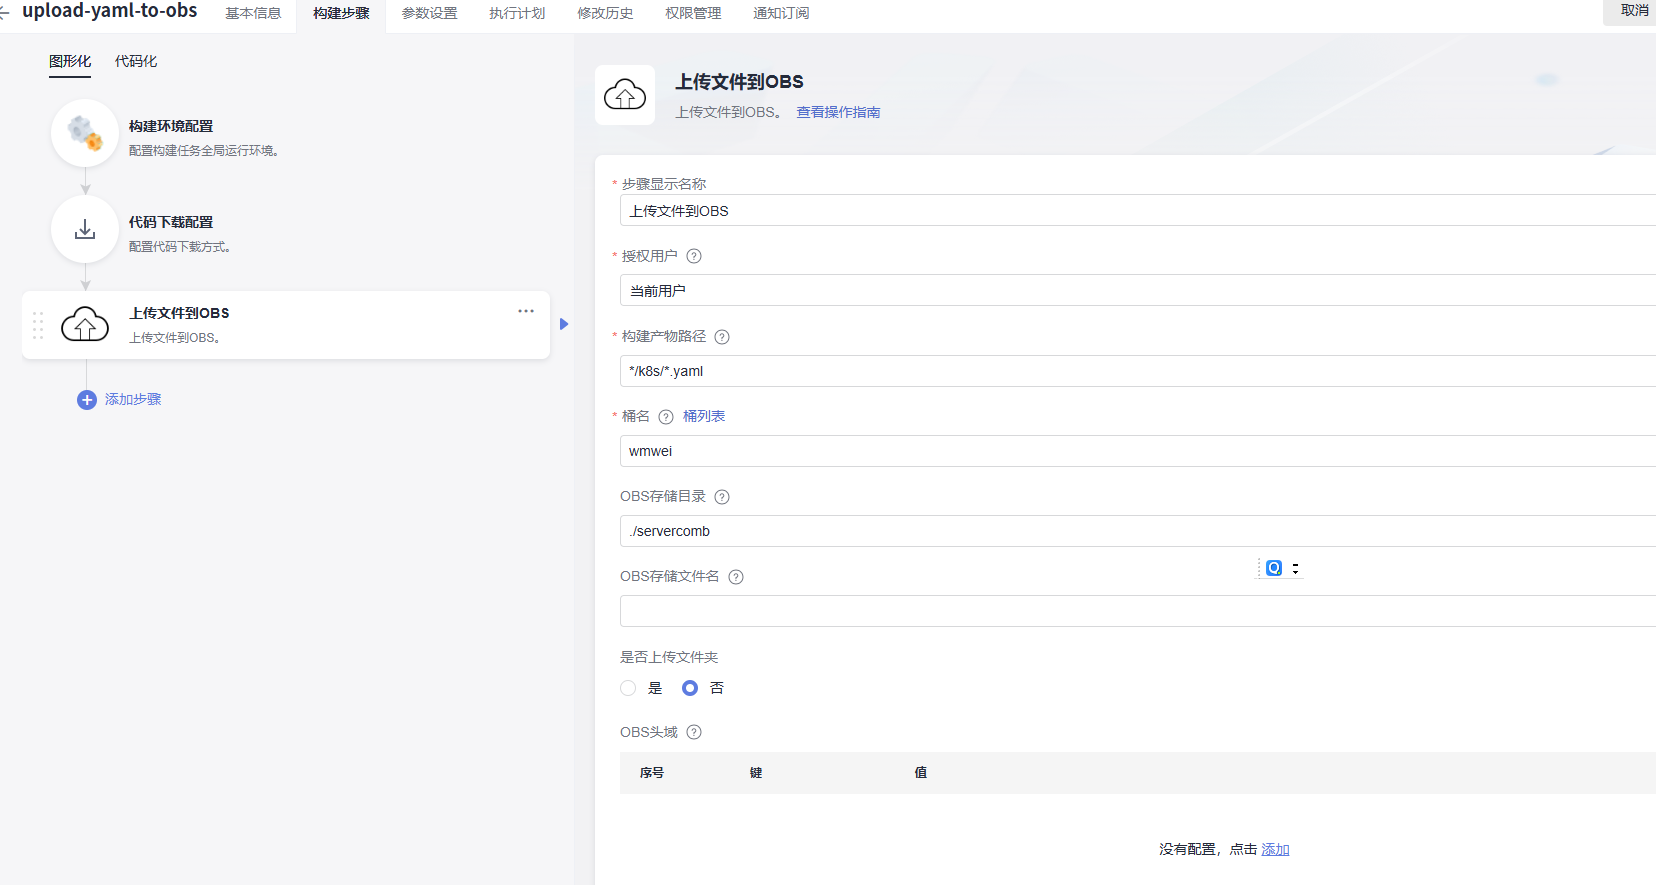 upload-yaml-to-obs 基本信息 构建步骤 参数设置 执行计划 修改历史 权限管理 通知订阅 取消
图形化 代码化
构建环境配置
配置构建任务全局运行环境。
代码下载配置
配置代码下载方式。
上传文件到OBS
上传文件到OBS。
添加步骤
上传文件到OBS
上传文件到OBS。 查看操作指南
* 步骤显示名称
上传文件到OBS
* 授权用户 ?
当前用户
* 构建产物路径 ?
*/k8s/*.yaml
* 桶名 ? 桶列表
wmwei
OBS存储目录 ?
./servercomb
OBS存储文件名 ?
是否上传文件夹
是 否
OBS头域 ?
序号 键 值
没有配置，点击 添加